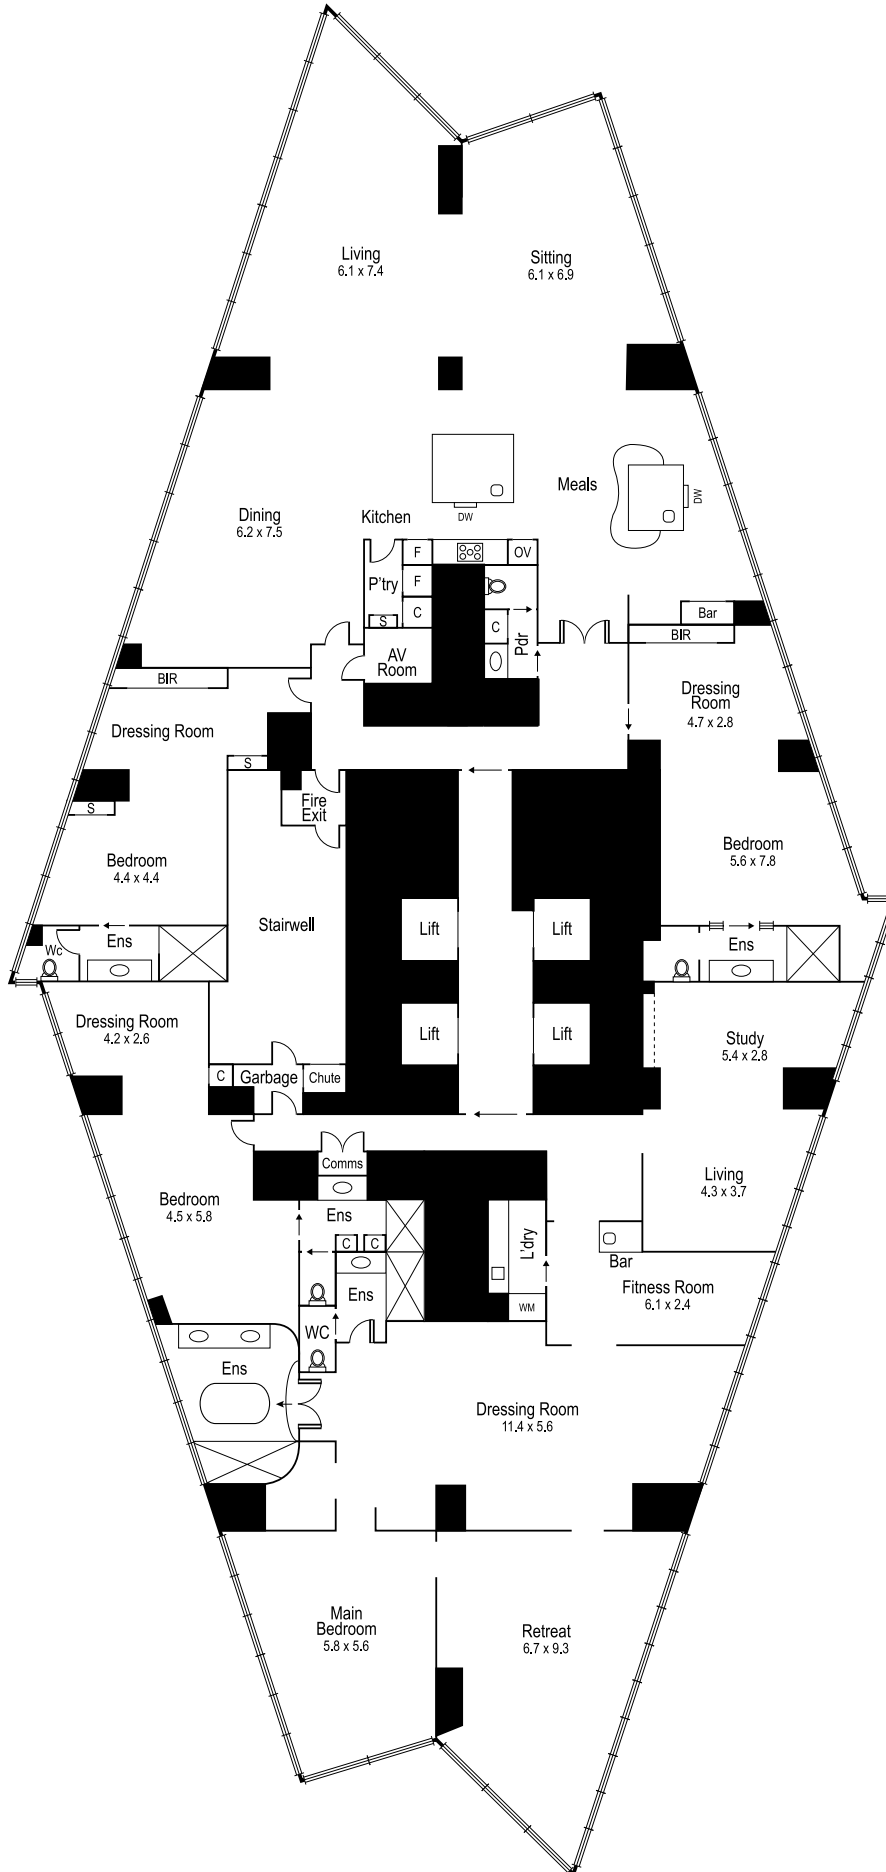 Living
6.1 x 7.4
Sitting
6.1 x 6.9
Meals
DW
DW
Dining
6.2 x 7.5
Kitchen
F
OV
P'try
F
C
S
C
Pdr
Bar
BIR
AV
Room
BIR
Dressing
Room
4.7 x 2.8
Dressing Room
S
S
Fire
Exit
Bedroom
4.4 x 4.4
Bedroom
5.6 x 7.8
Stairwell
Lift
Lift
Wc
Ens
Ens
Dressing Room
4.2 x 2.6
Lift
Lift
Study
5.4 x 2.8
C
Garbage
Chute
Comms
Living
4.3 x 3.7
Bedroom
4.5 x 5.8
Ens
C
C
L'dry
Bar
Fitness Room
6.1 x 2.4
Ens
WM
WC
Ens
Dressing Room
11.4 x 5.6
Main
Bedroom
5.8 x 5.6
Retreat
6.7 x 9.3